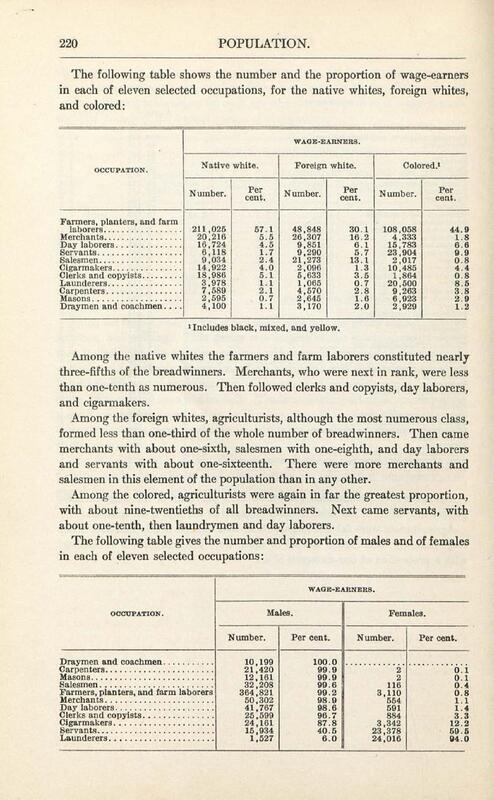 220 POPULATION.
The following table shows the number and the proportion of wage-earners
in each of eleven selected occupations, for the native whites, foreign whites,
and colored:
WAGE-EARNERS.
OCCUPATION. Native white. Foreign white. Colored.¹
Number. Per cent. Number. Per cent. Number. Per cent.
Farmers, planters, and farm
laborers 211,025 57.1 48,848 30.1 108,058 44.9
Merchants 20,216 5.5 26,307 16.2 4,333 1.8
Day laborers 16,724 4.5 9,851 6.1 15,783 6.6
Servants 6,118 1.7 9,290 5.7 23,904 9.9
Salesmen 9,034 2.4 21,273 13.1 2,017 0.8
Cigarmakers 14,922 4.0 2,096 1.3 10,485 4.4
Clerks and copyists 18,986 5.1 5,633 3.5 1,864 0.8
Launderers 3,978 1.1 1,065 0.7 20,500 8.5
Carpenters 7,589 2.1 4,570 2.8 9,263 3.8
Masons 2,595 0.7 2,645 1.6 6,923 2.9
Draymen and coachmen 4,100 1.1 3,170 2.0 2,929 1.2
¹ Includes black, mixed, and yellow.
Among the native whites the farmers and farm laborers constituted nearly
three-fifths of the breadwinners. Merchants, who were next in rank, were less
than one-tenth as numerous. Then followed clerks and copyists, day laborers,
and cigarmakers.
Among the foreign whites, agriculturists, although the most numerous class,
formed less than one-third of the whole number of breadwinners. Then came
merchants with about one-sixth, salesmen with one-eighth, and day laborers
and servants with about one-sixteenth. There were more merchants and
salesmen in this element of the population than in any other.
Among the colored, agriculturists were again in far the greatest proportion,
with about nine-twentieths of all breadwinners. Next came servants, with
about one-tenth, then laundrymen and day laborers.
The following table gives the number and proportion of males and of females
in each of eleven selected occupations:
WAGE-EARNERS.
OCCUPATION. Males. Females.
Number. Per cent. Number. Per cent.
Draymen and coachmen 10,199 100.0
Carpenters 21,420 99.9 2 0.1
Masons 12,161 99.9 2 0.1
Salesmen 32,208 99.6 116 0.4
Farmers, planters, and farm laborers 364,821 99.2 3,110 0.8
Merchants 50,302 98.9 554 1.1
Day laborers 41,767 98.6 591 1.4
Clerks and copyists 25,599 96.7 884 3.3
Cigarmakers 24,161 87.8 3,342 12.2
Servants 15,934 40.5 23,378 59.5
Launderers 1,527 6.0 24,016 94.0